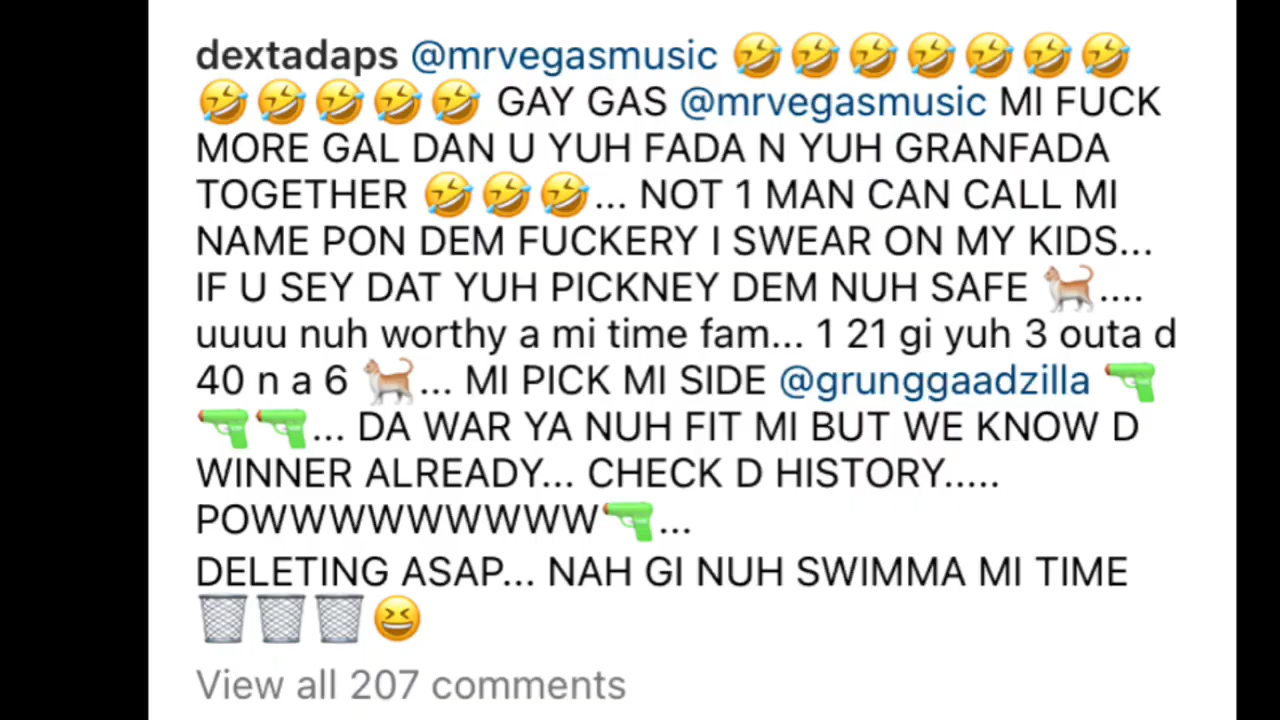 dextadaps @mrvegasmusic 🤣🤣🤣🤣🤣🤣🤣
🤣🤣🤣🤣🤣 GAY GAS @mrvegasmusic MI FUCK
MORE GAL DAN U YUH FADA N YUH GRANFADA
TOGETHER 🤣🤣🤣... NOT 1 MAN CAN CALL MI
NAME PON DEM FUCKERY I SWEAR ON MY KIDS...
IF U SEY DAT YUH PICKNEY DEM NUH SAFE 🐈....
uuuu nuh worthy a mi time fam... 1 21 gi yuh 3 outa d
40 n a 6 🐈... MI PICK MI SIDE @grunggaadzilla 🔫
🔫🔫... DA WAR YA NUH FIT MI BUT WE KNOW D
WINNER ALREADY... CHECK D HISTORY.....
POWWWWWWWWWW🔫...
DELETING ASAP... NAH GI NUH SWIMMA MI TIME
🗑🗑🗑😆
View all 207 comments